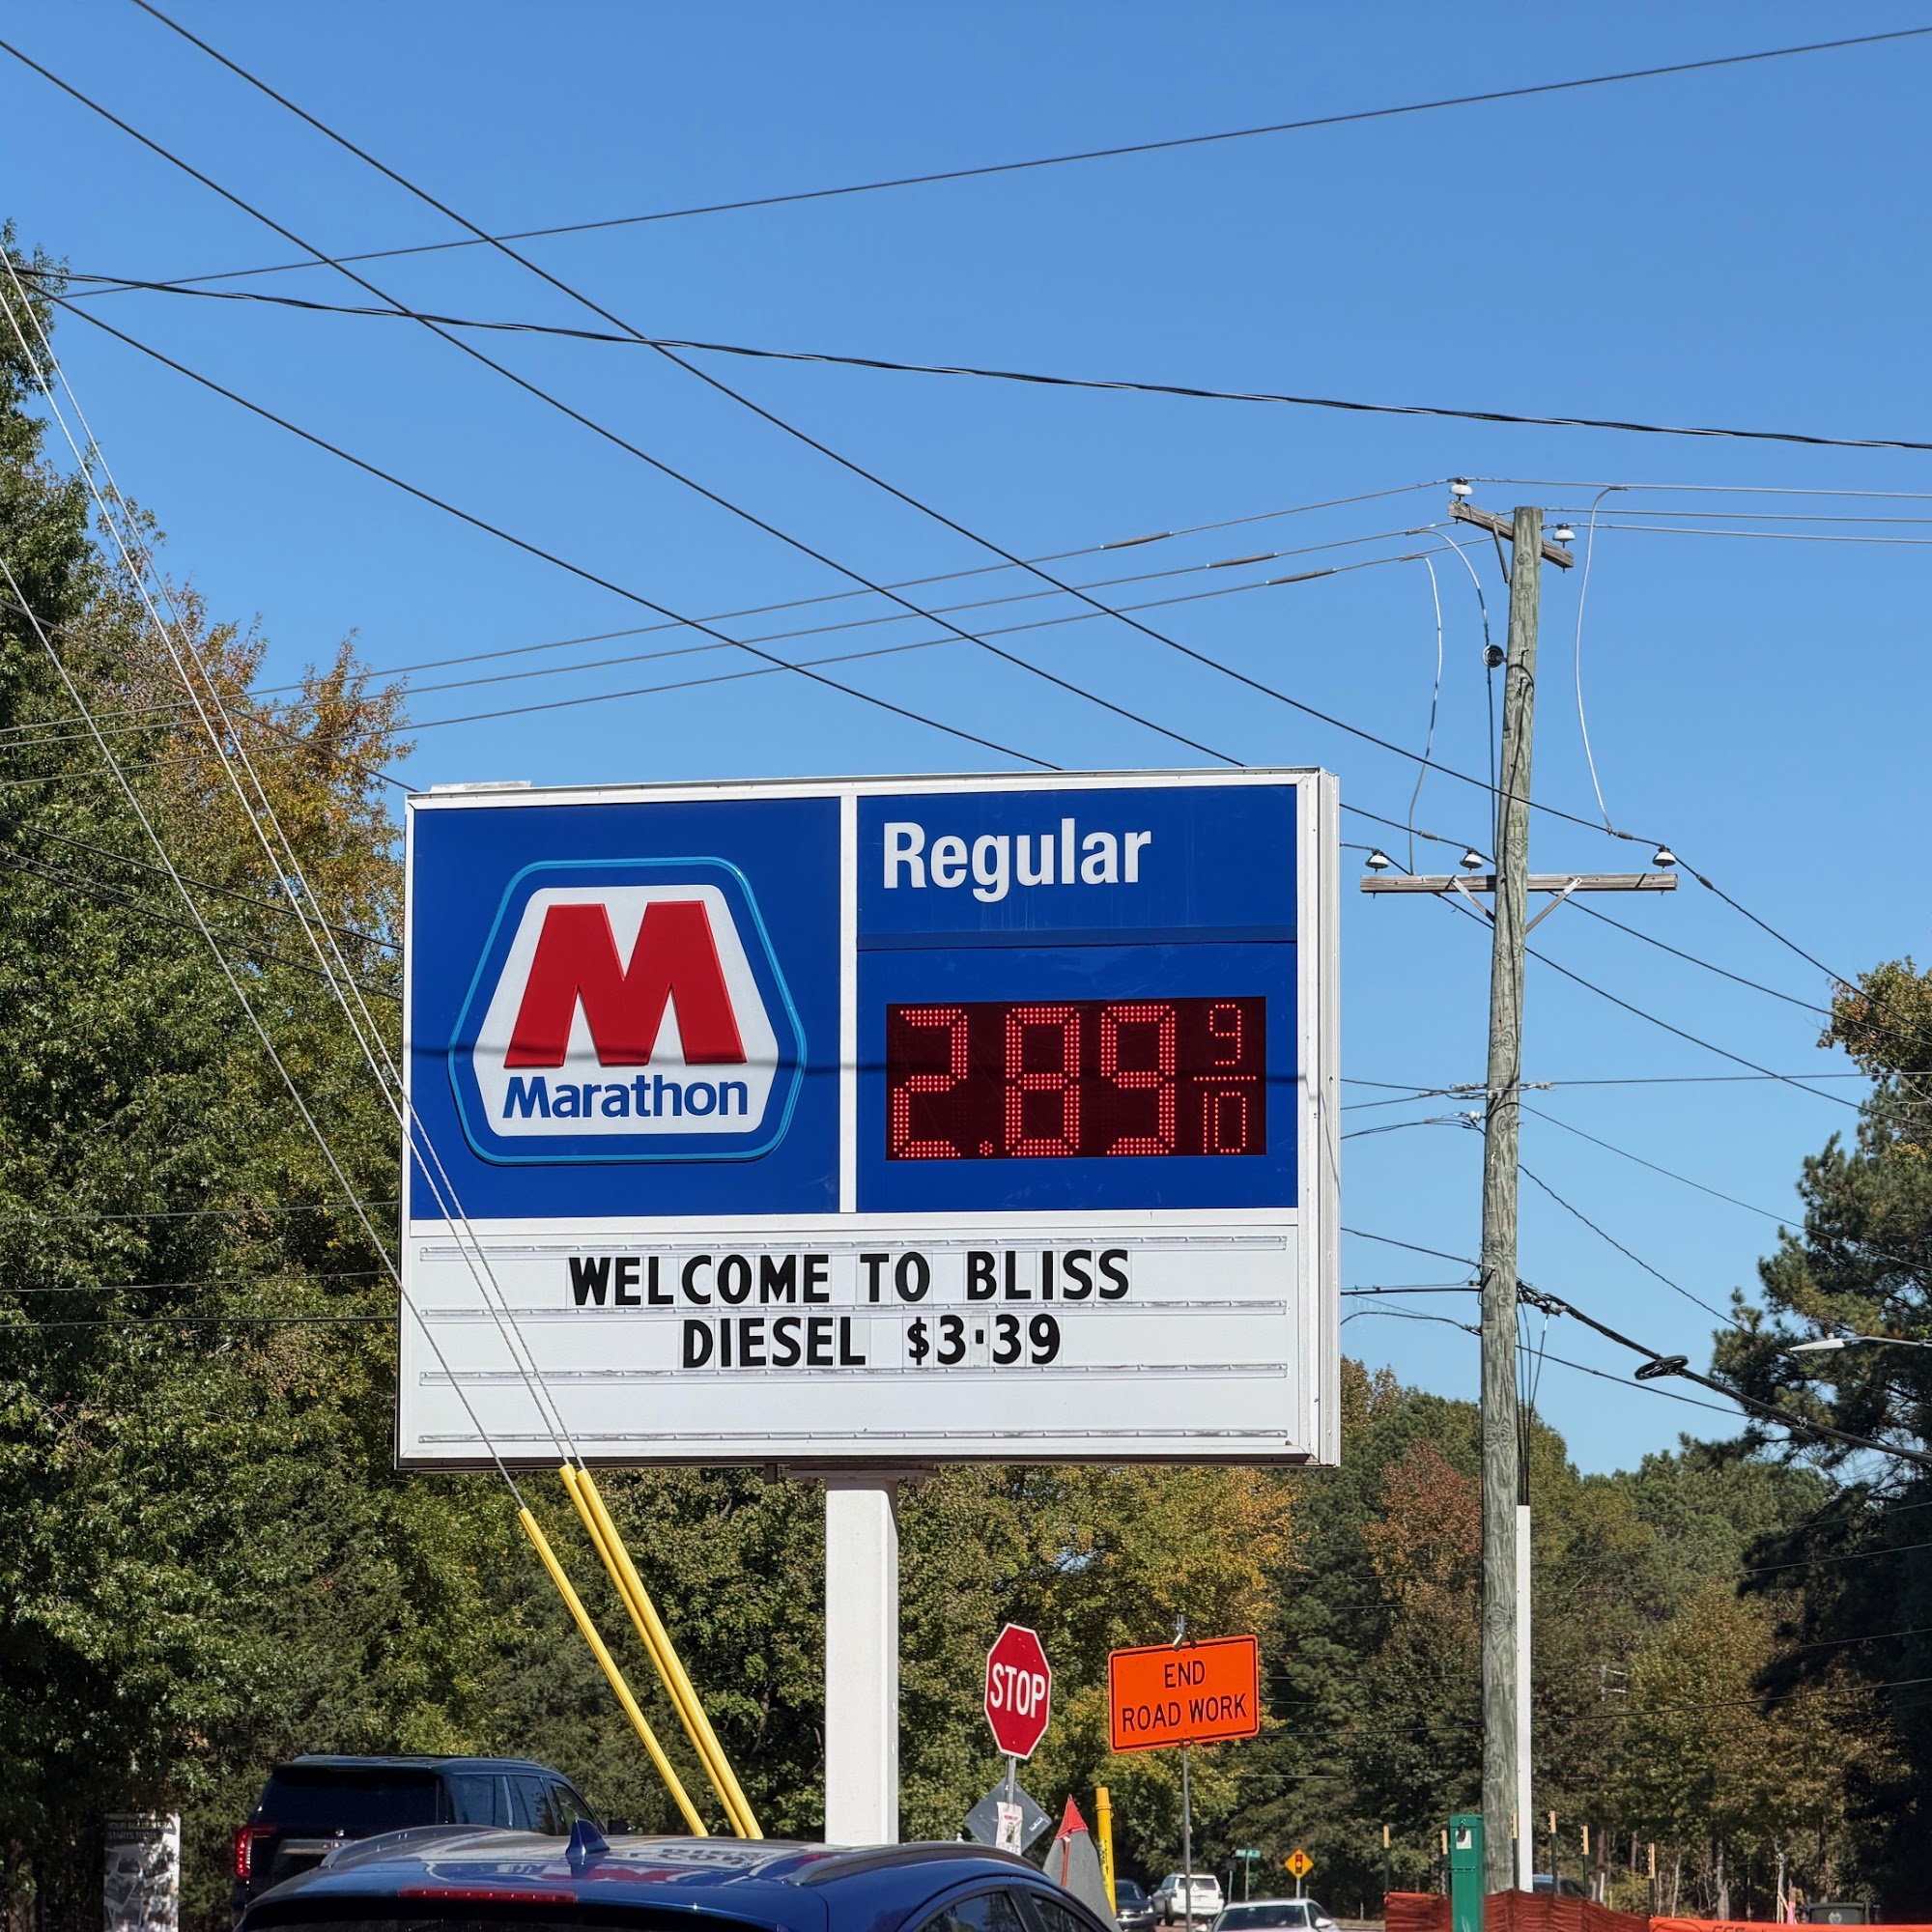 M
Marathon
Regular
2.89 9/10
WELCOME TO BLISS
DIESEL $3.39
STOP
END
ROAD WORK